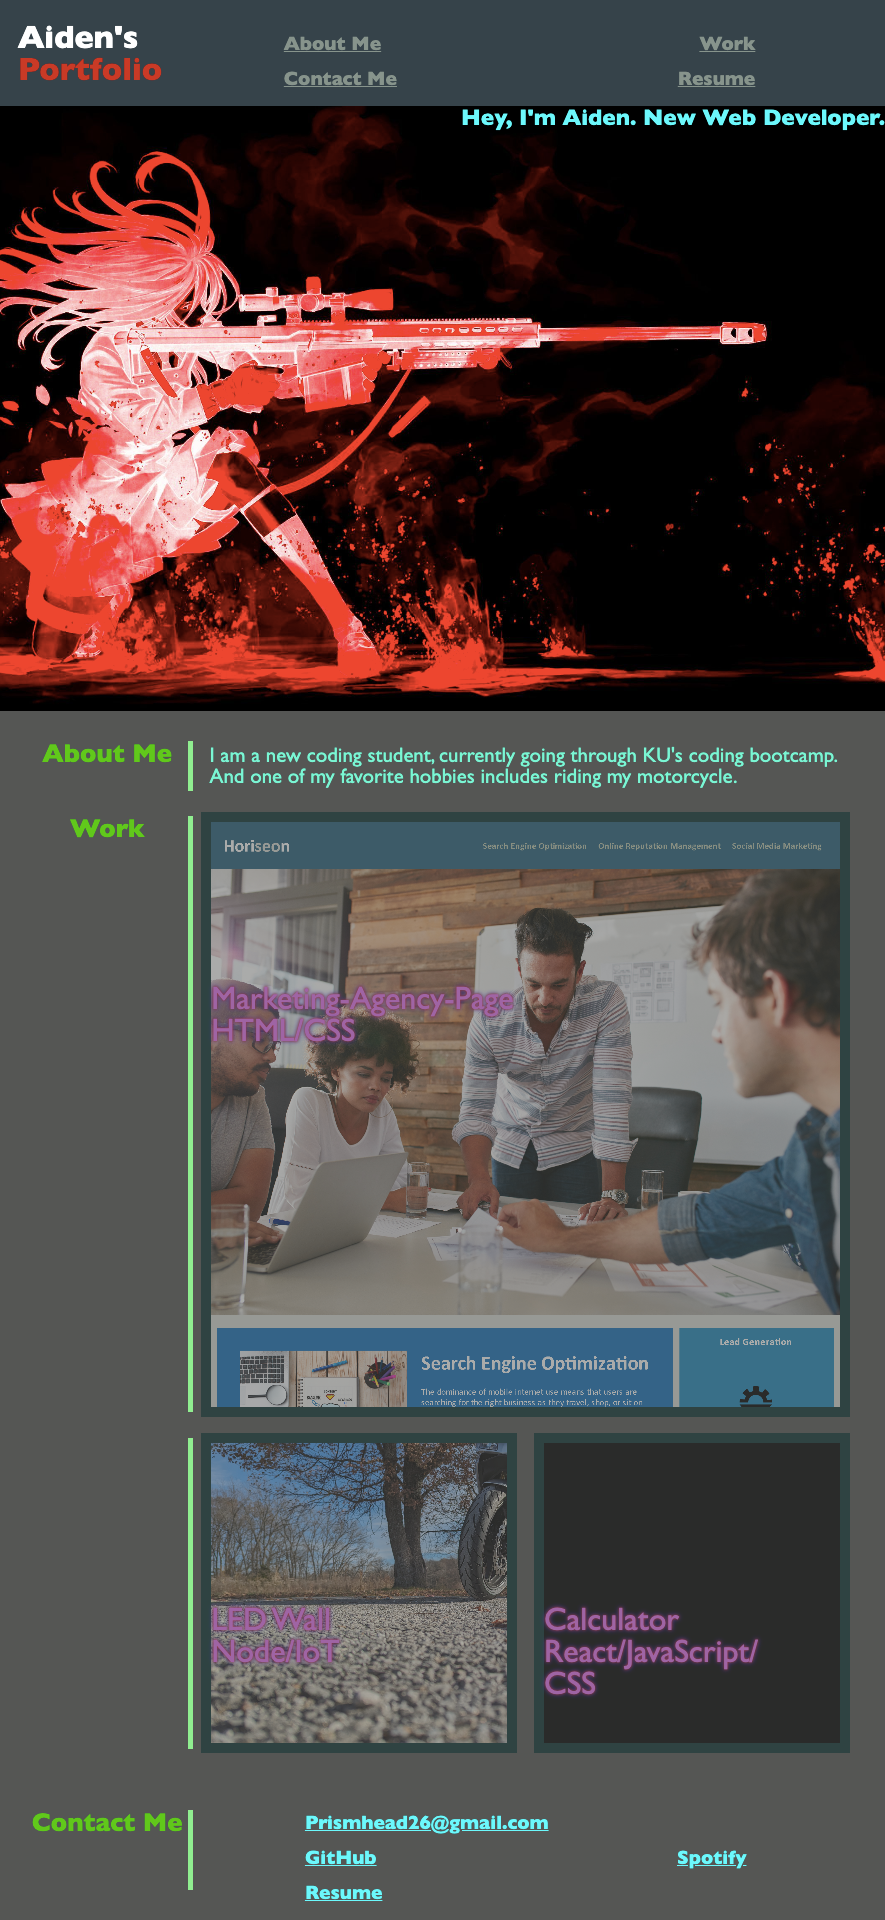 Aiden's
Portfolio
About Me
Work
Contact Me
Resume
Hey, I'm Aiden. New Web Developer.
About Me
I am a new coding student, currently going through KU's coding bootcamp.
And one of my favorite hobbies includes riding my motorcycle.
Work
Horiseon
Search Engine Optimization
Online Reputation Management
Social Media Marketing
Marketing-Agency-Page
HTML/CSS
Search Engine Optimization
The dominance of mobile internet use means that users are
searching for the right business as they travel, shop, or sit on
Lead Generation
LED Wall
Node/IoT
Calculator
React/JavaScript/
CSS
Contact Me
Prismhead26@gmail.com
GitHub
Spotify
Resume